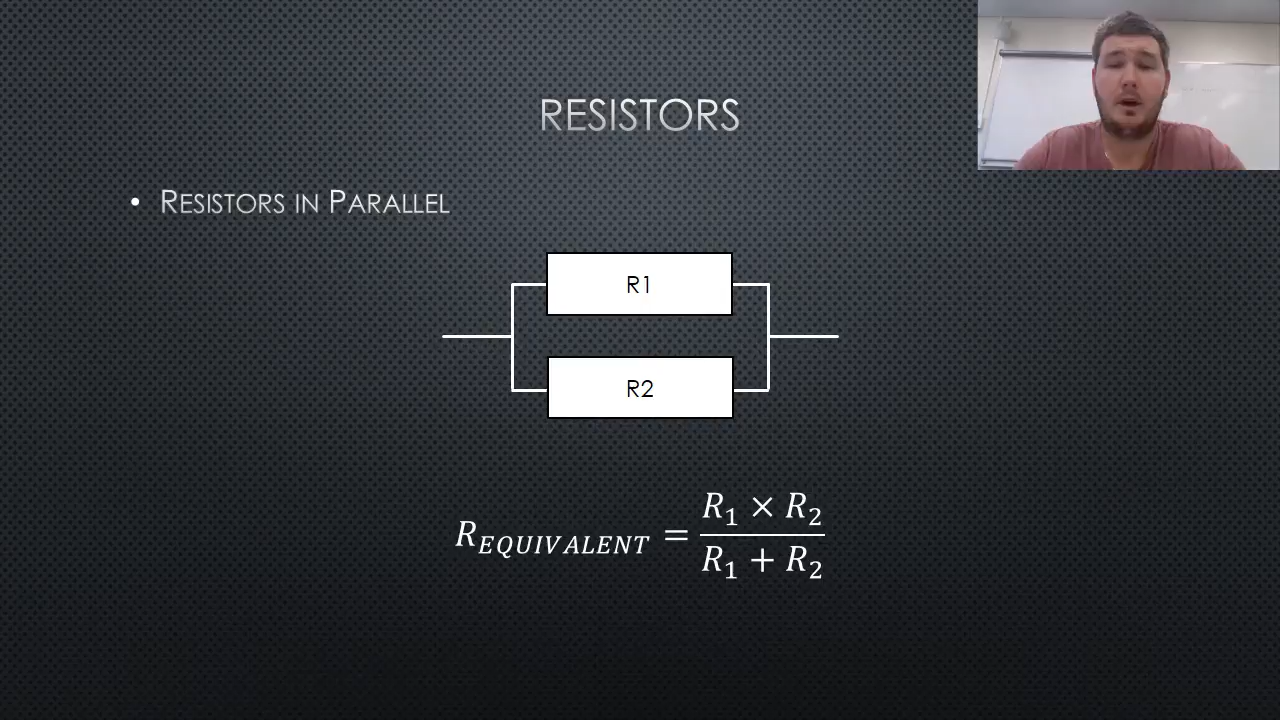 RESISTORS
• RESISTORS IN PARALLEL
R1
R2
R_EQUIVALENT = (R₁ × R₂) / (R₁ + R₂)